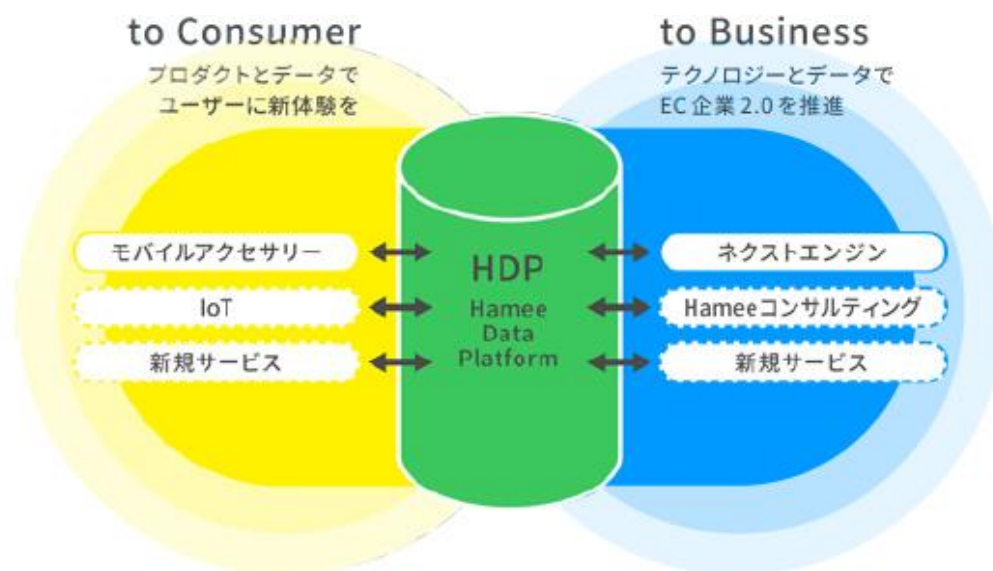 to Consumer
プロダクトとデータで
ユーザーに新体験を
to Business
テクノロジーとデータで
EC企業2.0を推進
モバイルアクセサリー
IoT
新規サービス
HDP
Hamee
Data
Platform
ネクストエンジン
Hameeコンサルティング
新規サービス